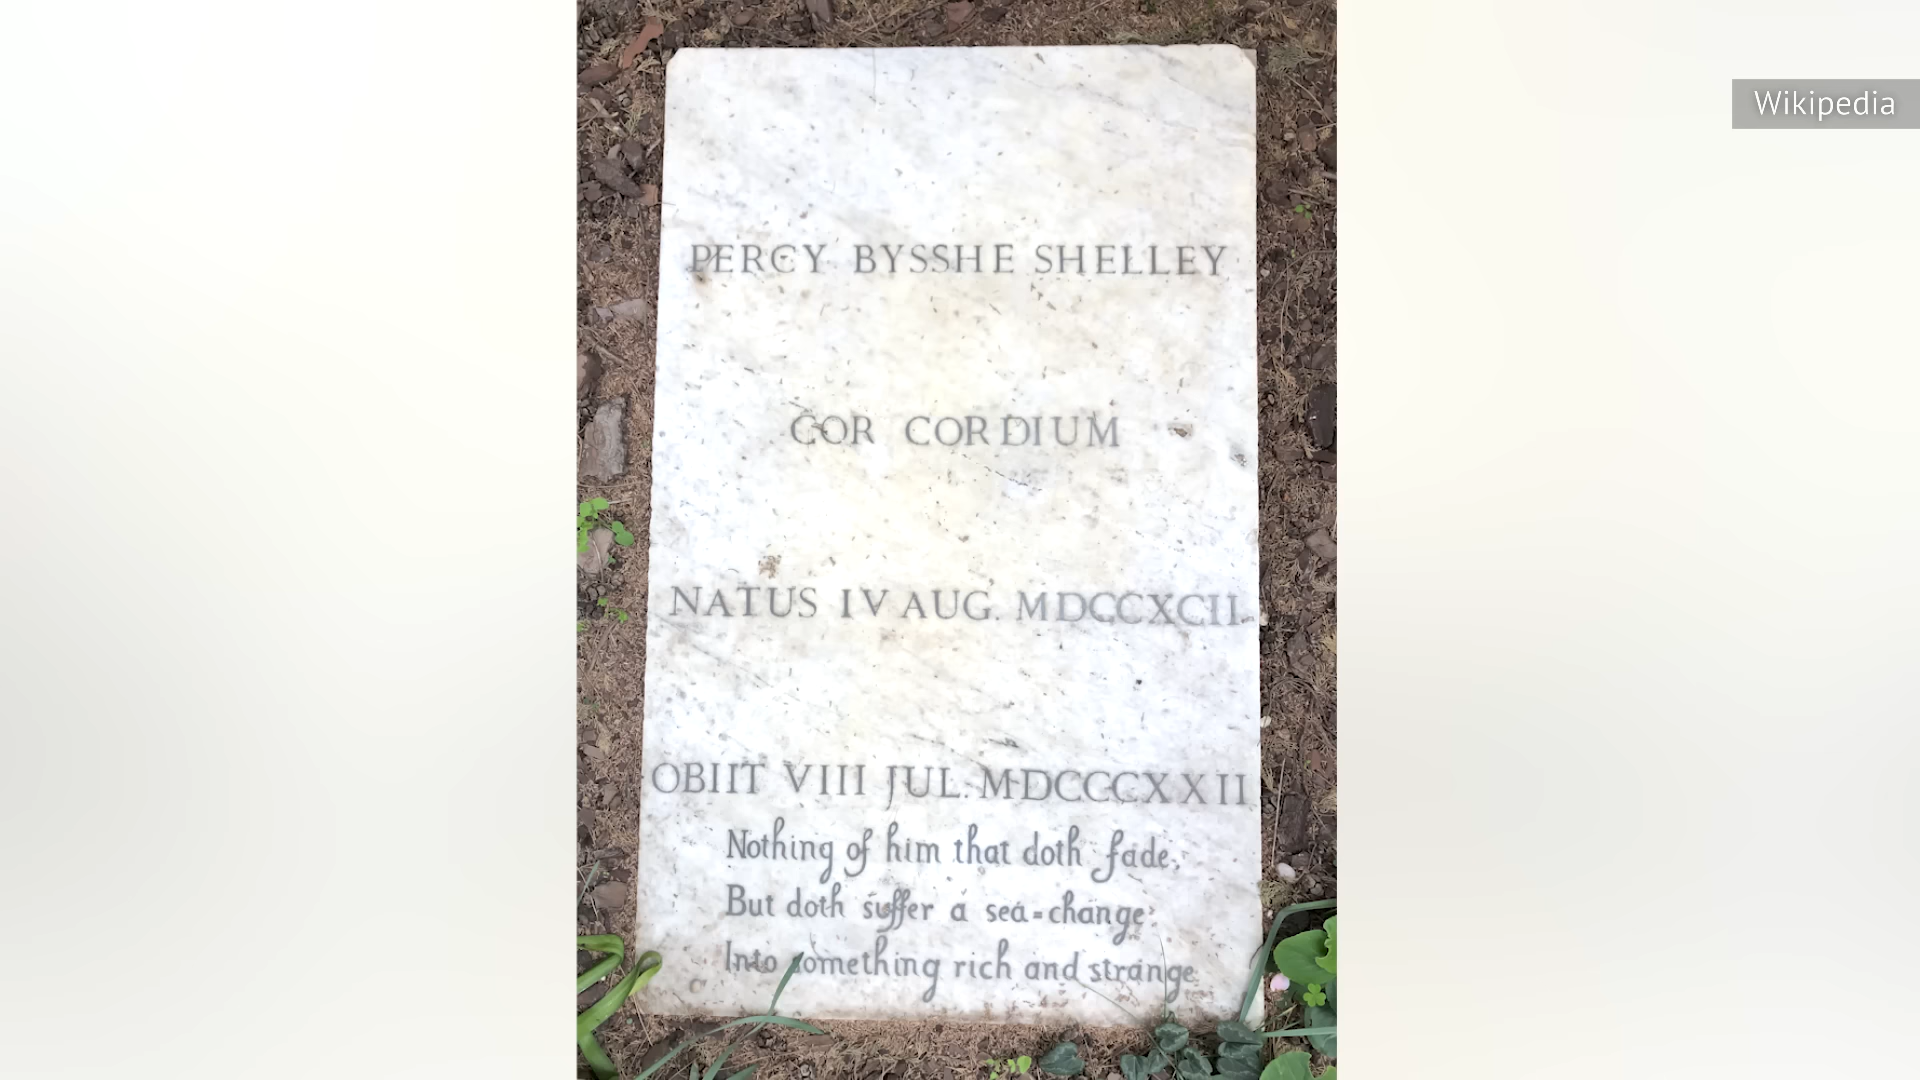 Wikipedia
PERCY BYSSHE SHELLEY
COR CORDIUM
NATUS IV AUG. MDCCXCII.
OBIIT VIII JUL. MDCCCXXII
Nothing of him that doth fade,
But doth suffer a sea-change
Into something rich and strange